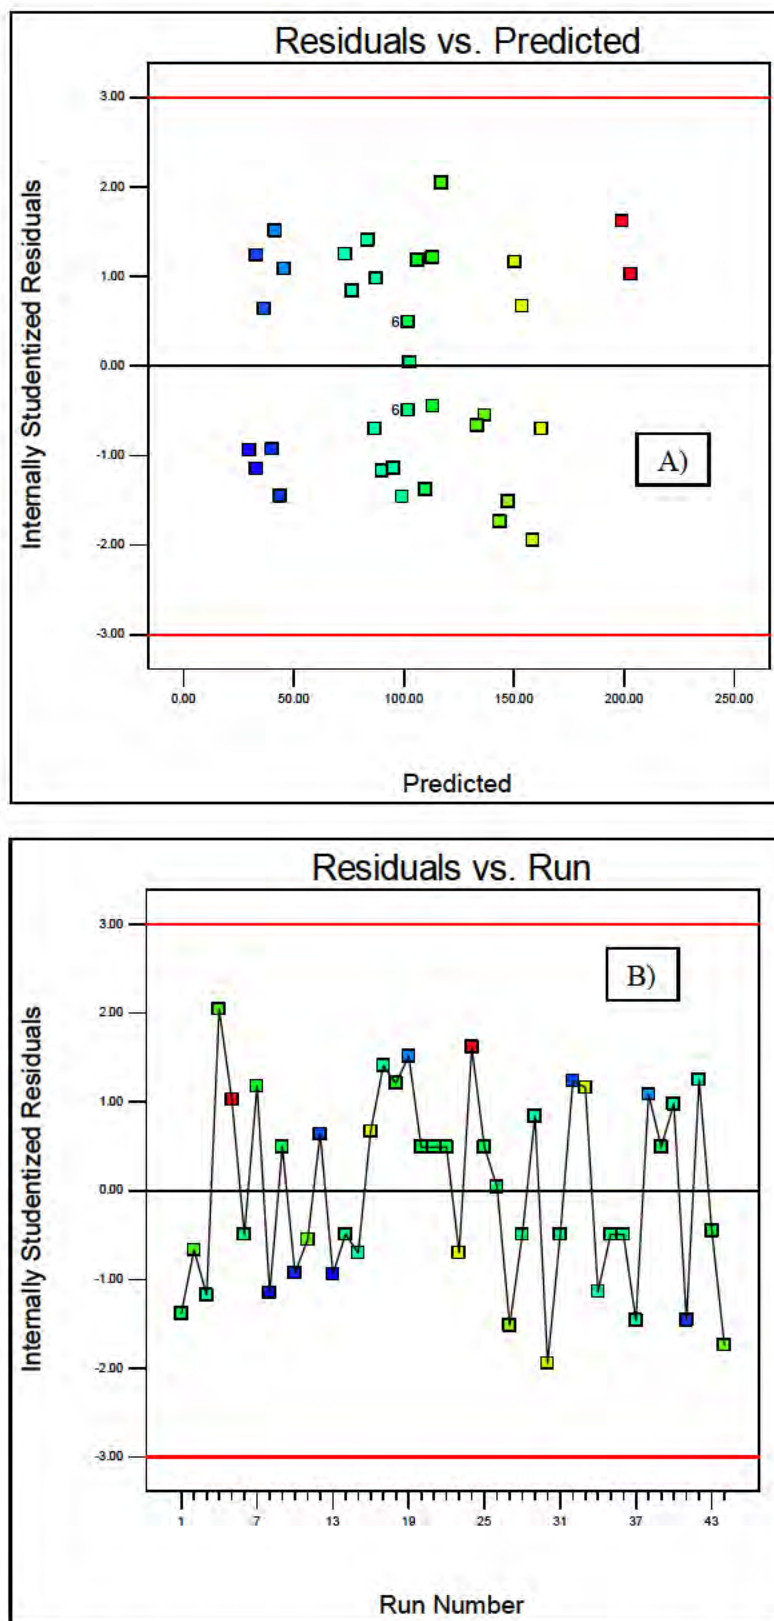 Residuals vs. Predicted
Internally Studentized Residuals
3.00
2.00
1.00
0.00
-1.00
-2.00
-3.00
6
6
A)
0.00 50.00 100.00 150.00 200.00 250.00
Predicted
Residuals vs. Run
Internally Studentized Residuals
3.00
2.00
1.00
0.00
-1.00
-2.00
-3.00
B)
1 7 13 19 25 31 37 43
Run Number